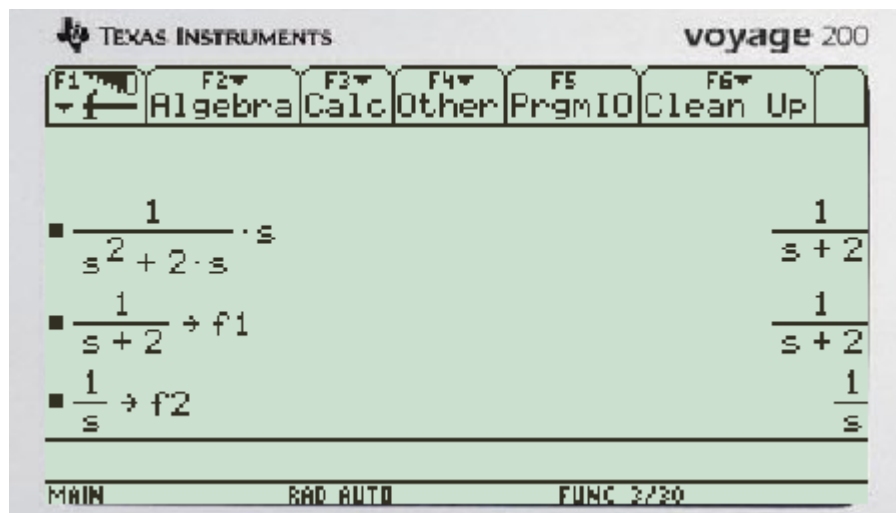 TEXAS INSTRUMENTS voyage 200
F1 F2 F3 F4 F5 F6
Algebra Calc Other PrgmIO Clean Up
1/(s^2 + 2·s) · s 1/(s + 2)
1/(s + 2) → f1 1/(s + 2)
1/s → f2 1/s
MAIN RAD AUTO FUNC 3/30